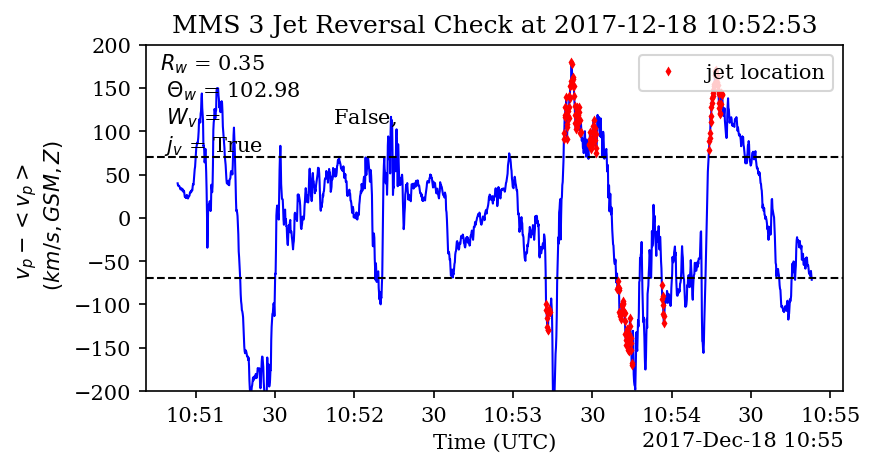 MMS 3 Jet Reversal Check at 2017-12-18 10:52:53
R_w = 0.35
Θ_w = 102.98
W_v = False,
j_v = True
jet location
200
150
100
50
0
−50
−100
−150
−200
v_p − < v_p >
(km/s, GSM, Z)
10:51 30 10:52 30 10:53 30 10:54 30 10:55
Time (UTC)
2017-Dec-18 10:55